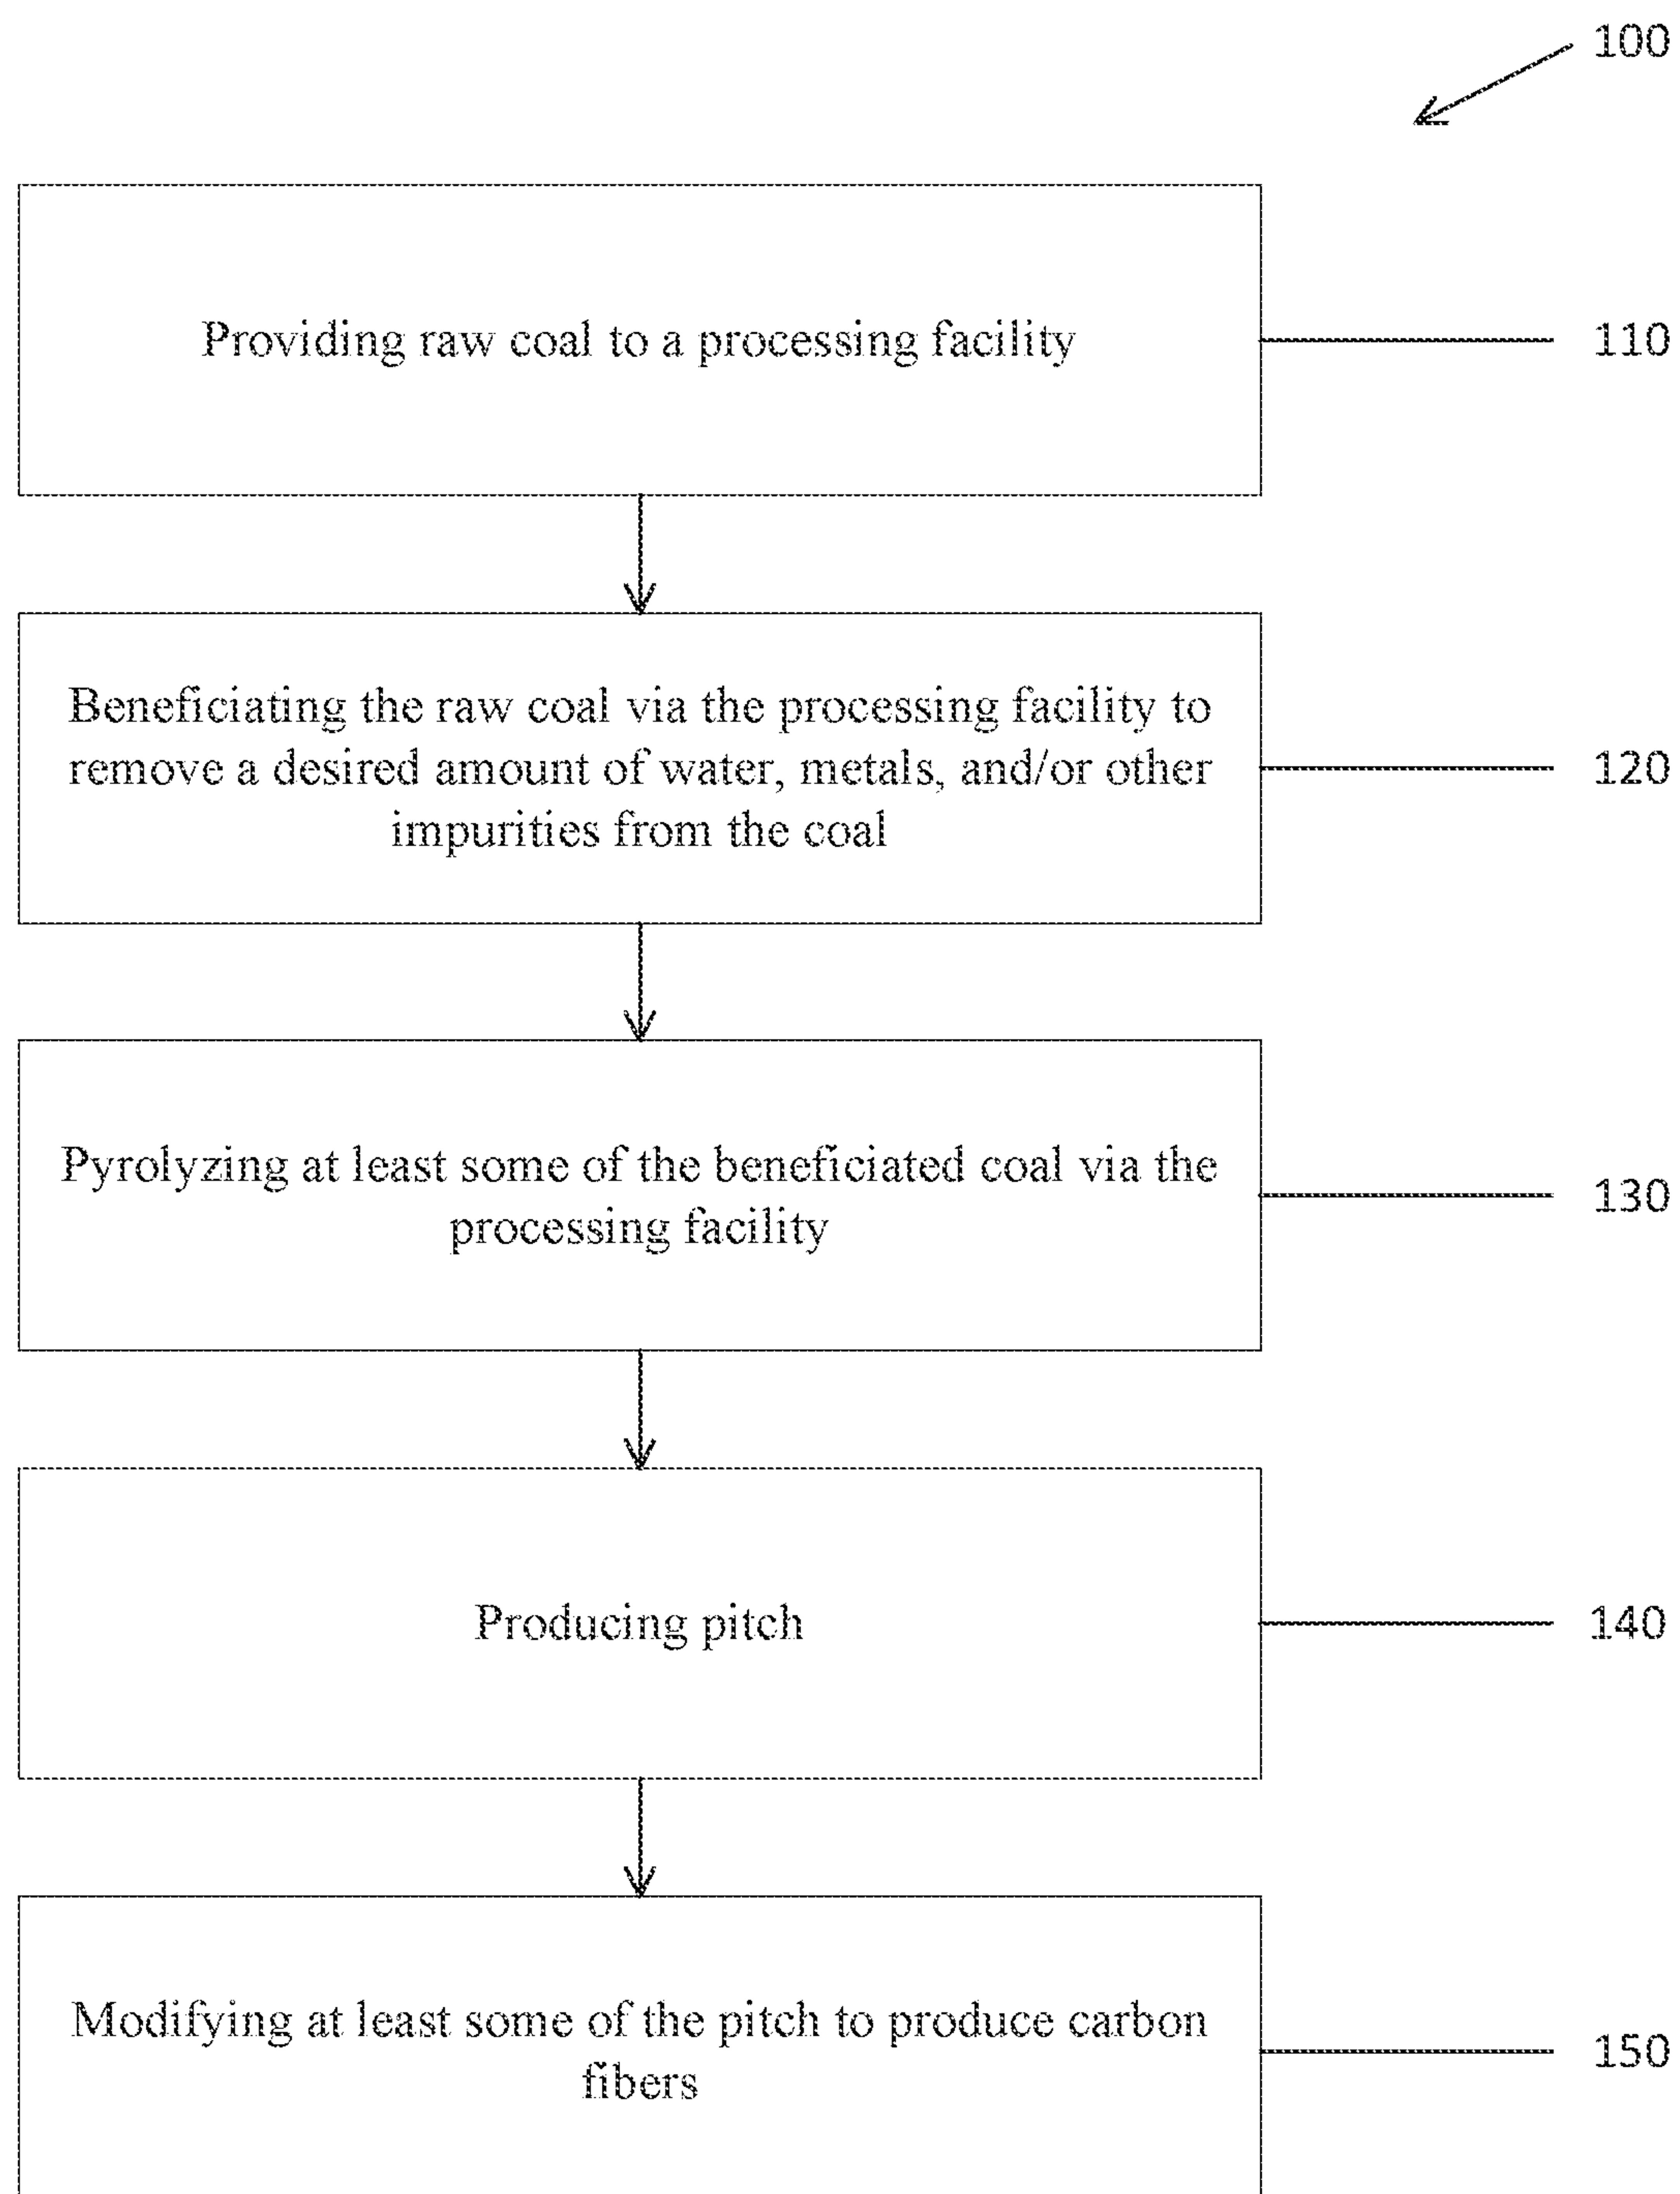 100
Providing raw coal to a processing facility
110
Beneficiating the raw coal via the processing facility to
remove a desired amount of water, metals, and/or other
impurities from the coal
120
Pyrolyzing at least some of the beneficiated coal via the
processing facility
130
Producing pitch
140
Modifying at least some of the pitch to produce carbon
fibers
150